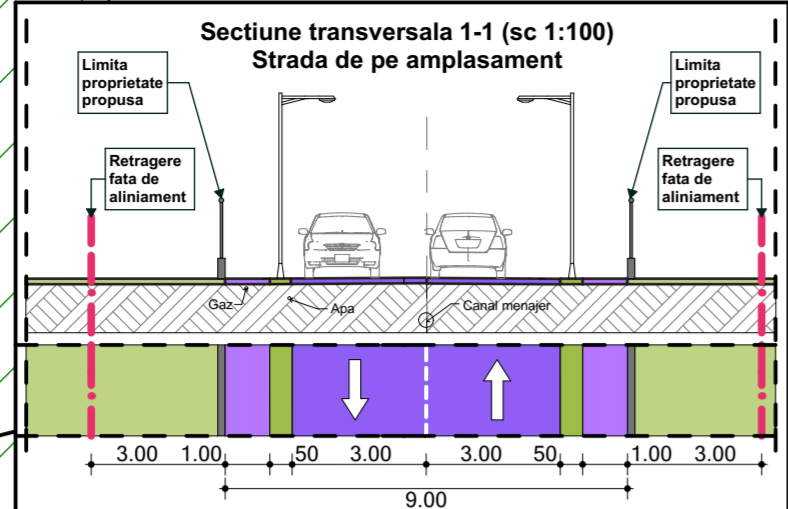 Sectiune transversala 1-1 (sc 1:100)
Strada de pe amplasament
Limita
proprietate
propusa
Limita
proprietate
propusa
Retragere
fata de
aliniament
Retragere
fata de
aliniament
Gaz
Apa
Canal menajer
3.00 1.00 50 3.00 3.00 50 1.00 3.00
9.00